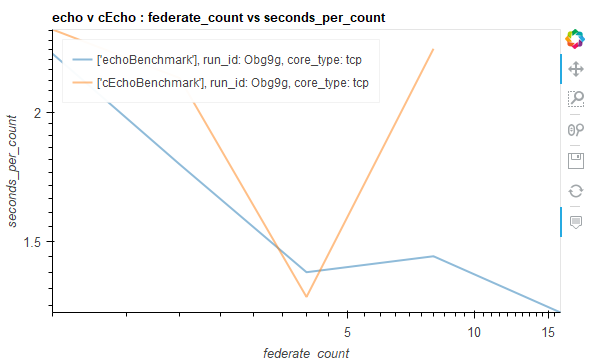 echo v cEcho : federate_count vs seconds_per_count
['echoBenchmark'], run_id: Obg9g, core_type: tcp
['cEchoBenchmark'], run_id: Obg9g, core_type: tcp
2
1.5
seconds_per_count
5
10
15
federate_count